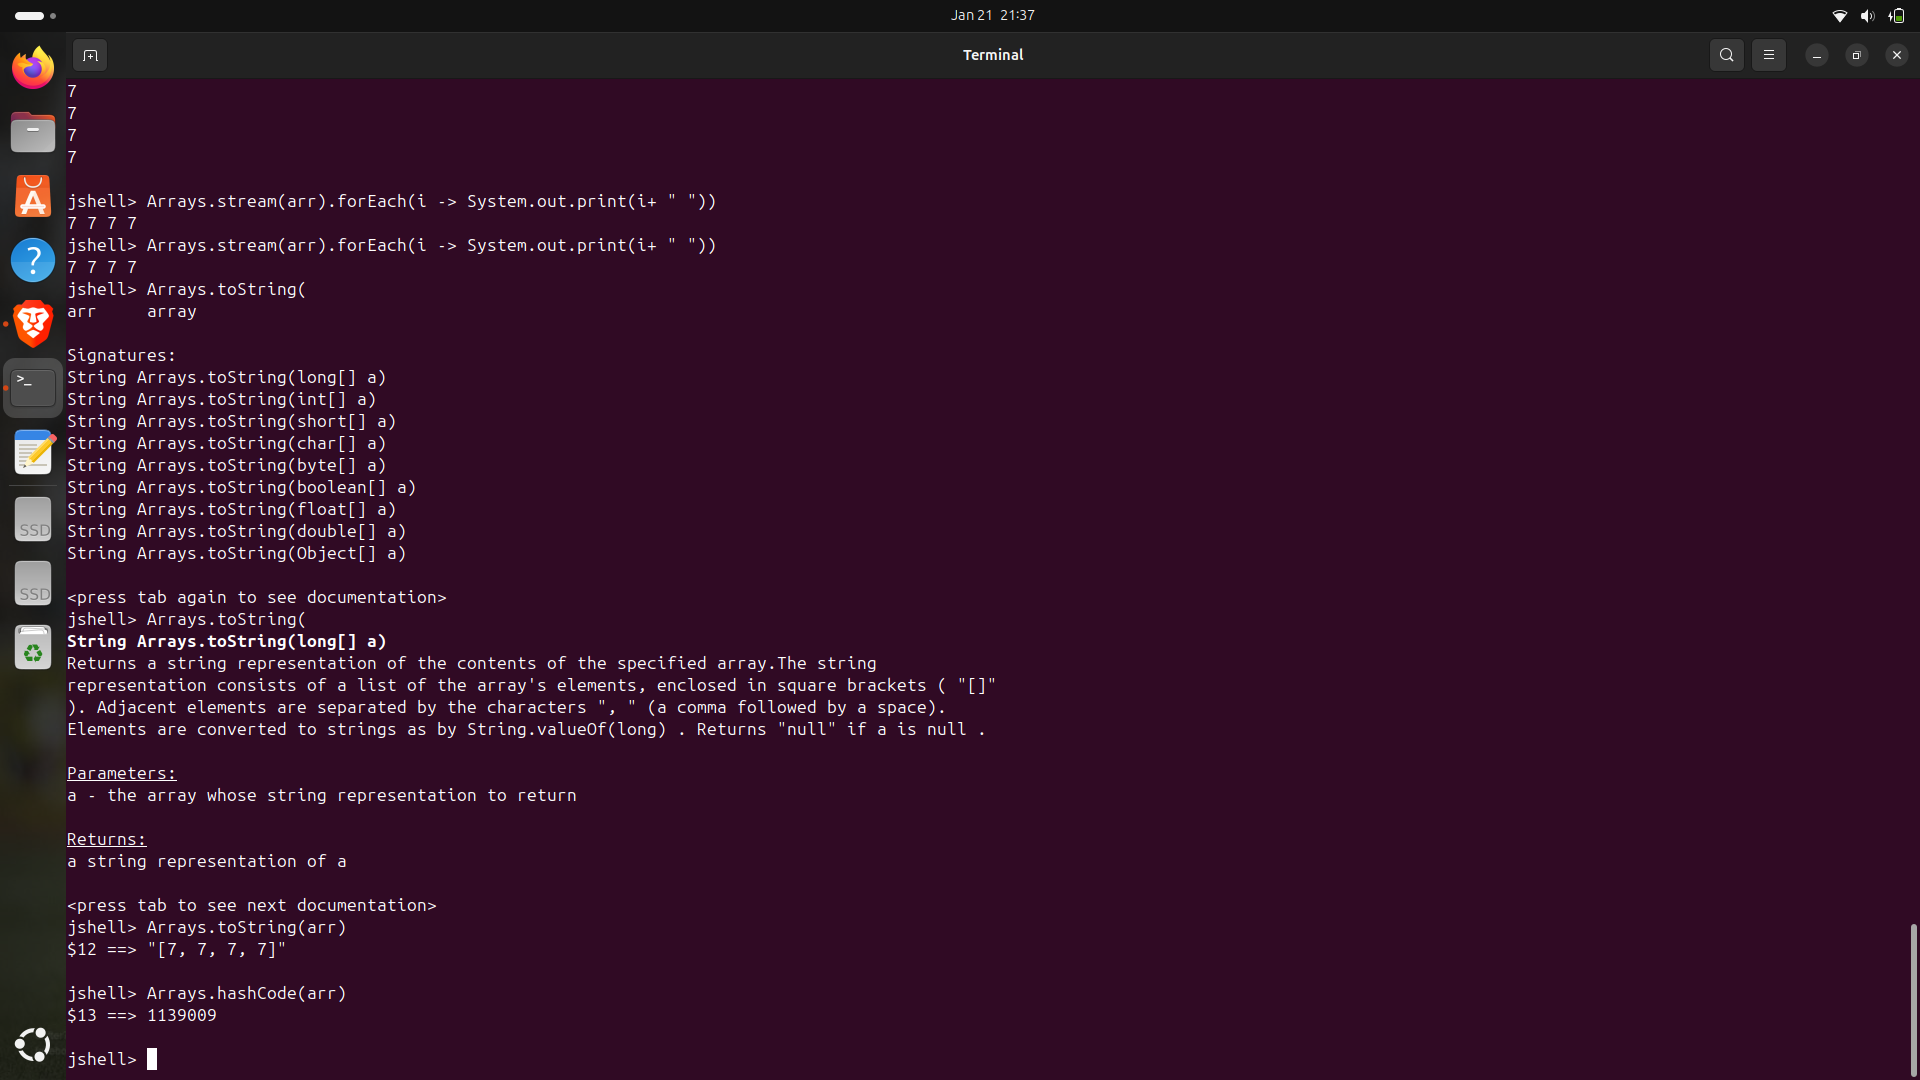 Jan 21 21:37
Terminal
7
7
7
7
jshell> Arrays.stream(arr).forEach(i -> System.out.print(i+ " "))
7 7 7 7
jshell> Arrays.stream(arr).forEach(i -> System.out.print(i+ " "))
7 7 7 7
jshell> Arrays.toString(
arr     array
Signatures:
String Arrays.toString(long[] a)
String Arrays.toString(int[] a)
String Arrays.toString(short[] a)
String Arrays.toString(char[] a)
String Arrays.toString(byte[] a)
String Arrays.toString(boolean[] a)
String Arrays.toString(float[] a)
String Arrays.toString(double[] a)
String Arrays.toString(Object[] a)
<press tab again to see documentation>
jshell> Arrays.toString(
String Arrays.toString(long[] a)
Returns a string representation of the contents of the specified array.The string
representation consists of a list of the array's elements, enclosed in square brackets ( "[]"
). Adjacent elements are separated by the characters ", " (a comma followed by a space).
Elements are converted to strings as by String.valueOf(long) . Returns "null" if a is null .
Parameters:
a - the array whose string representation to return
Returns:
a string representation of a
<press tab to see next documentation>
jshell> Arrays.toString(arr)
$12 ==> "[7, 7, 7, 7]"
jshell> Arrays.hashCode(arr)
$13 ==> 1139009
jshell>
SSD
SSD